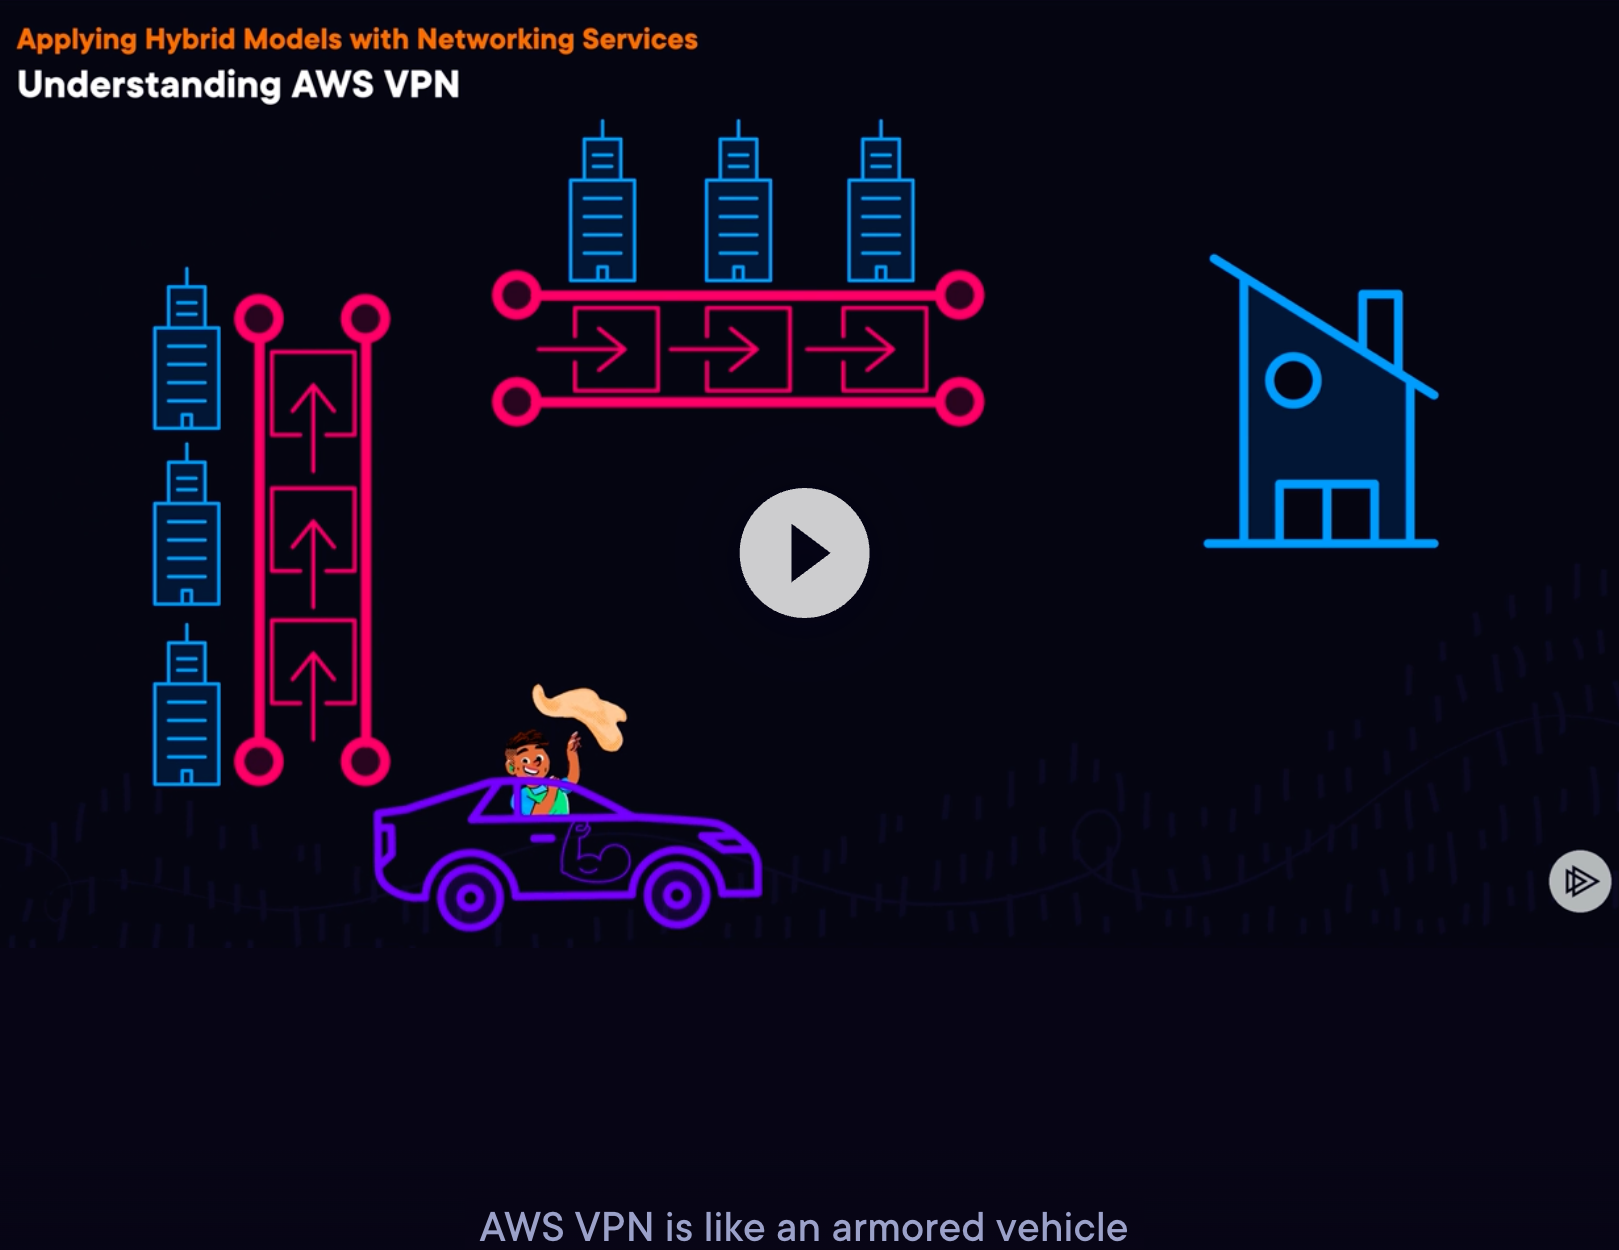 Applying Hybrid Models with Networking Services
Understanding AWS VPN
AWS VPN is like an armored vehicle